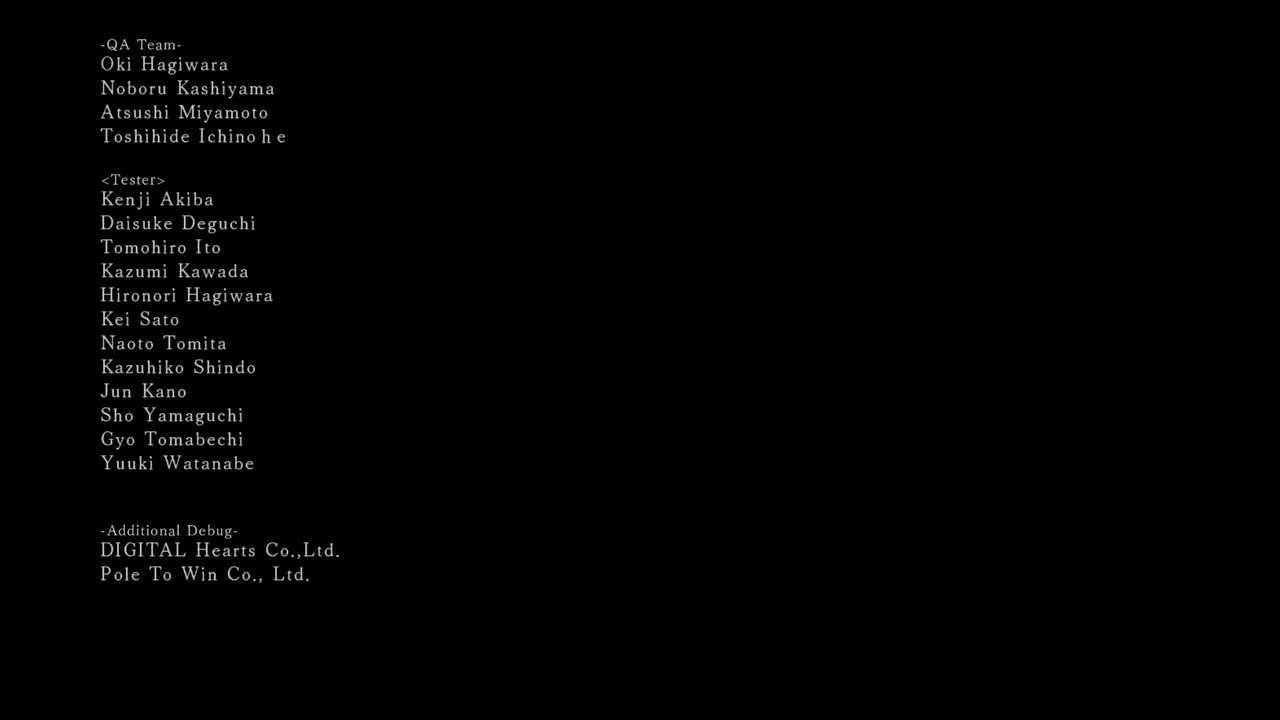 -QA Team-
Oki Hagiwara
Noboru Kashiyama
Atsushi Miyamoto
Toshihide Ichinohe
<Tester>
Kenji Akiba
Daisuke Deguchi
Tomohiro Ito
Kazumi Kawada
Hironori Hagiwara
Kei Sato
Naoto Tomita
Kazuhiko Shindo
Jun Kano
Sho Yamaguchi
Gyo Tomabechi
Yuuki Watanabe
-Additional Debug-
DIGITAL Hearts Co.,Ltd.
Pole To Win Co., Ltd.